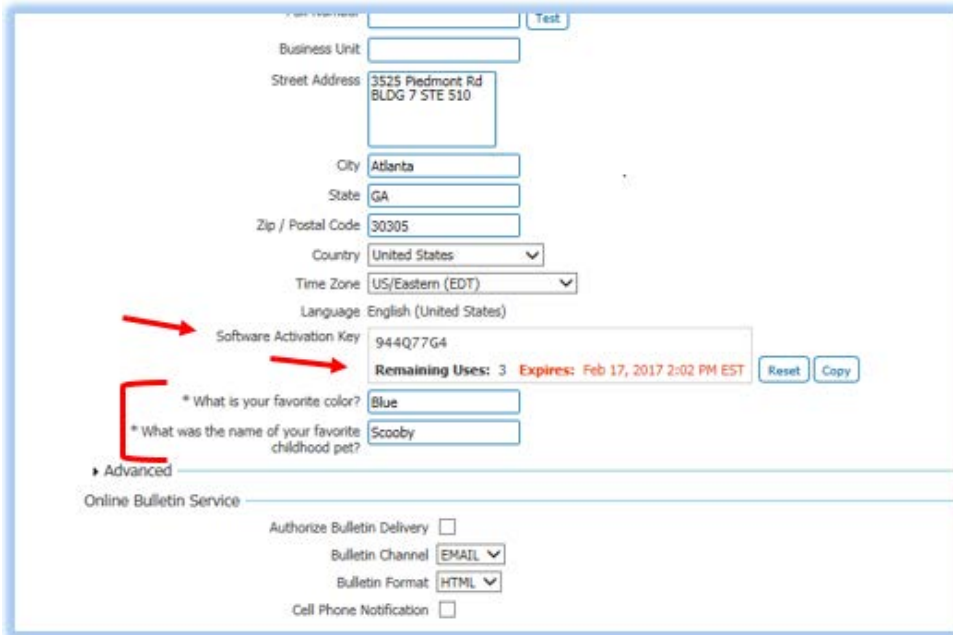 Test
Business Unit
Street Address 3525 Piedmont Rd
BLDG 7 STE 510
City Atlanta
State GA
Zip / Postal Code 30305
Country United States
Time Zone US/Eastern (EDT)
Language English (United States)
Software Activation Key 944Q77G4
Remaining Uses: 3 Expires: Feb 17, 2017 2:02 PM EST Reset Copy
* What is your favorite color? Blue
* What was the name of your favorite Scooby
childhood pet?
Advanced
Online Bulletin Service
Authorize Bulletin Delivery
Bulletin Channel EMAIL
Bulletin Format HTML
Cell Phone Notification